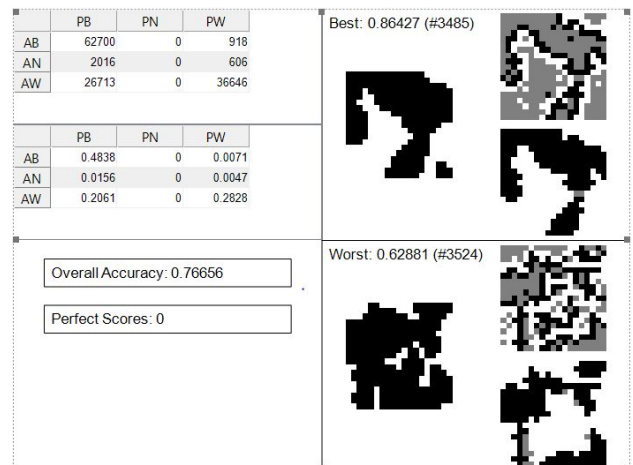 PB PN PW
AB 62700 0 918
AN 2016 0 606
AW 26713 0 36646
PB PN PW
AB 0.4838 0 0.0071
AN 0.0156 0 0.0047
AW 0.2061 0 0.2828
Overall Accuracy: 0.76656
Perfect Scores: 0
Best: 0.86427 (#3485)
Worst: 0.62881 (#3524)